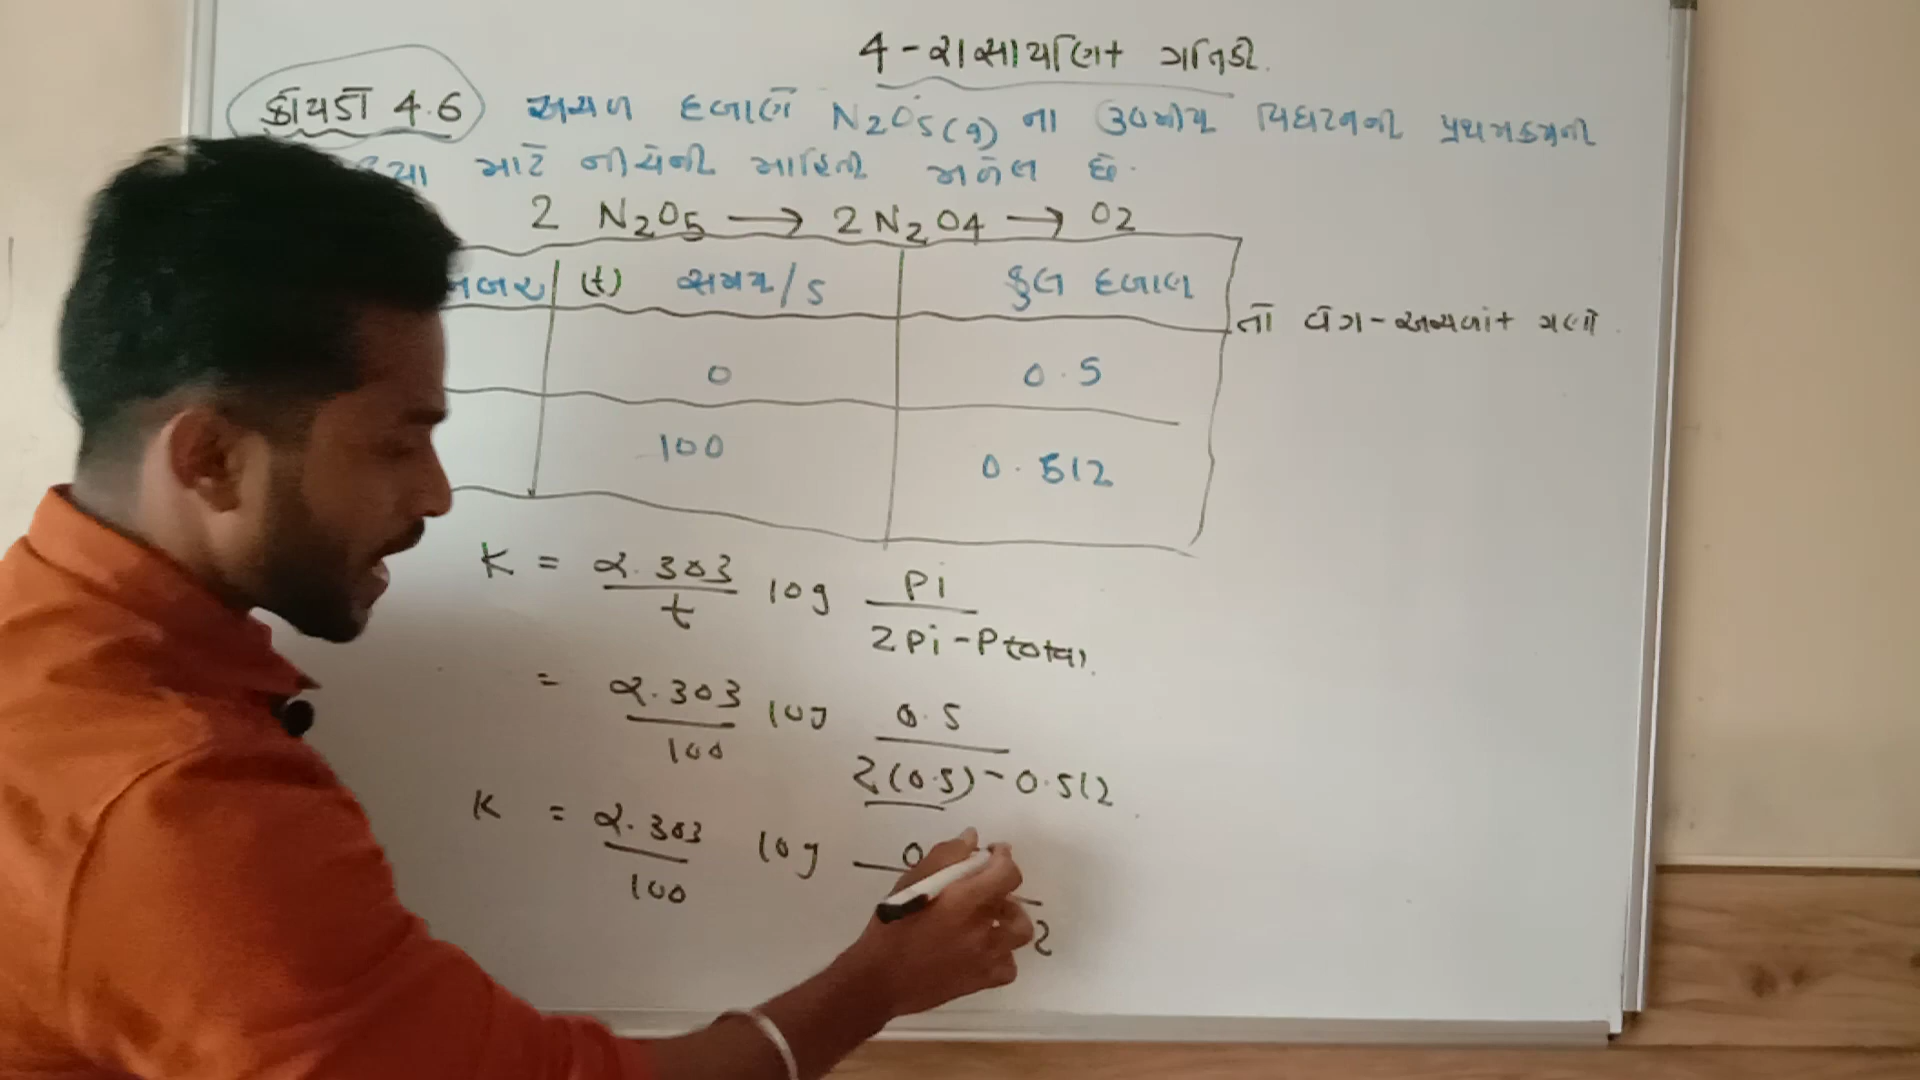 4 - રાસાયણિક ગતિકી.
કોયડો 4.6 અચળ દબાણે N2O5(g) ના ઉષ્મીય વિઘટનની પ્રથમક્રમની
માટે નીચેની માહિતી મળેલ છે.
2 N2O5 → 2 N2O4 → O2
(t) સમય/S કુલ દબાણ
તો વેગ-અચળાંક ગણો.
0 0.5
100 0.512
K = 2.303/t log Pi/2Pi-Ptotal.
= 2.303/100 log 0.5/2(0.5)-0.512
K = 2.303/100 log